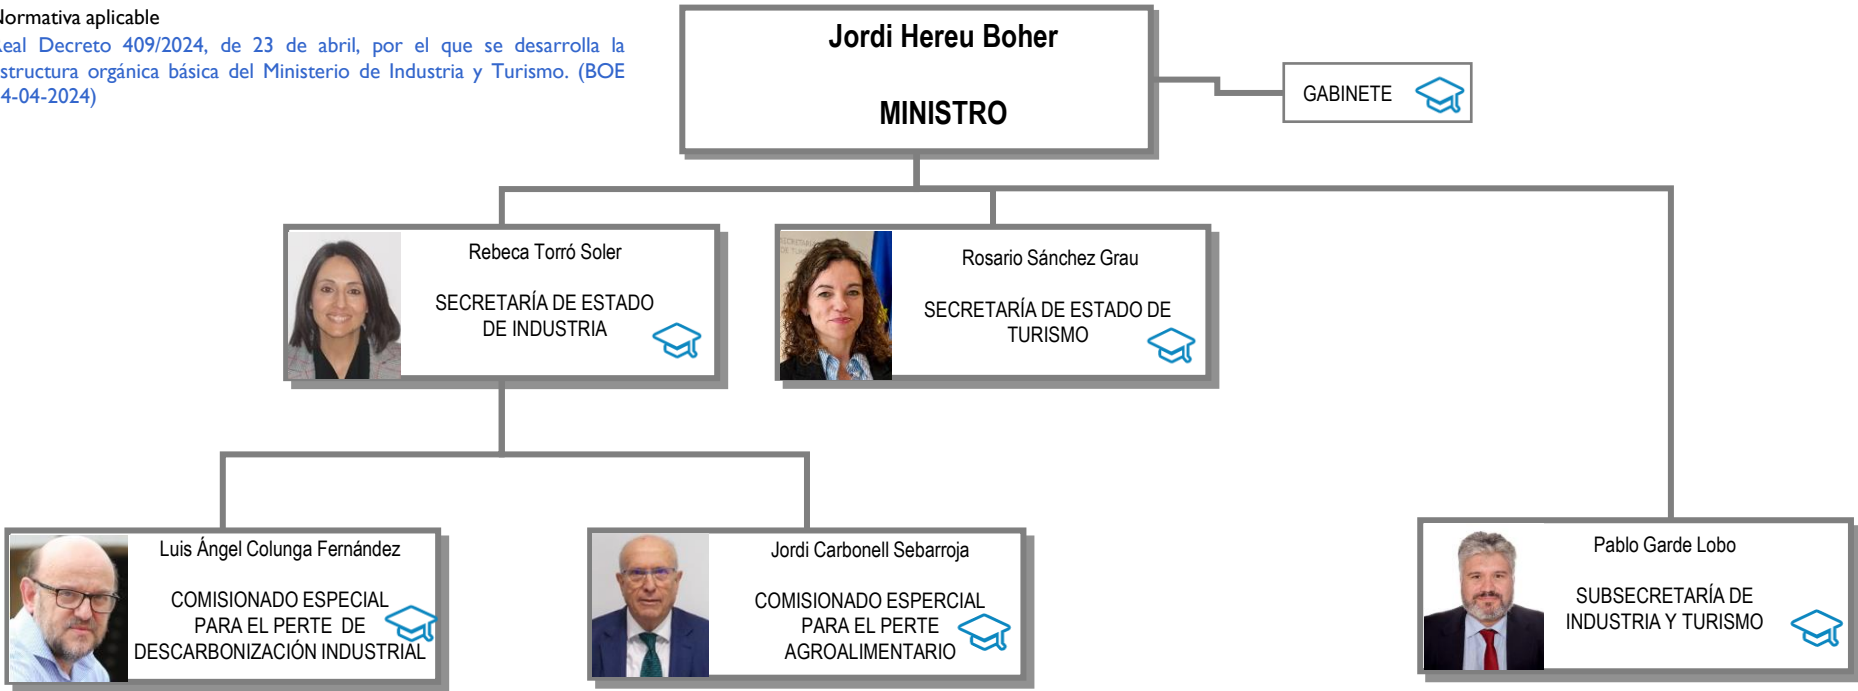 Normativa aplicable
Real Decreto 409/2024, de 23 de abril, por el que se desarrolla la
estructura orgánica básica del Ministerio de Industria y Turismo. (BOE
24-04-2024)
Jordi Hereu Boher
MINISTRO
GABINETE
Rebeca Torró Soler
SECRETARÍA DE ESTADO
DE INDUSTRIA
Rosario Sánchez Grau
SECRETARÍA DE ESTADO DE
TURISMO
Luis Ángel Colunga Fernández
COMISIONADO ESPECIAL
PARA EL PERTE DE
DESCARBONIZACIÓN INDUSTRIAL
Jordi Carbonell Sebarroja
COMISIONADO ESPERCIAL
PARA EL PERTE
AGROALIMENTARIO
Pablo Garde Lobo
SUBSECRETARÍA DE
INDUSTRIA Y TURISMO